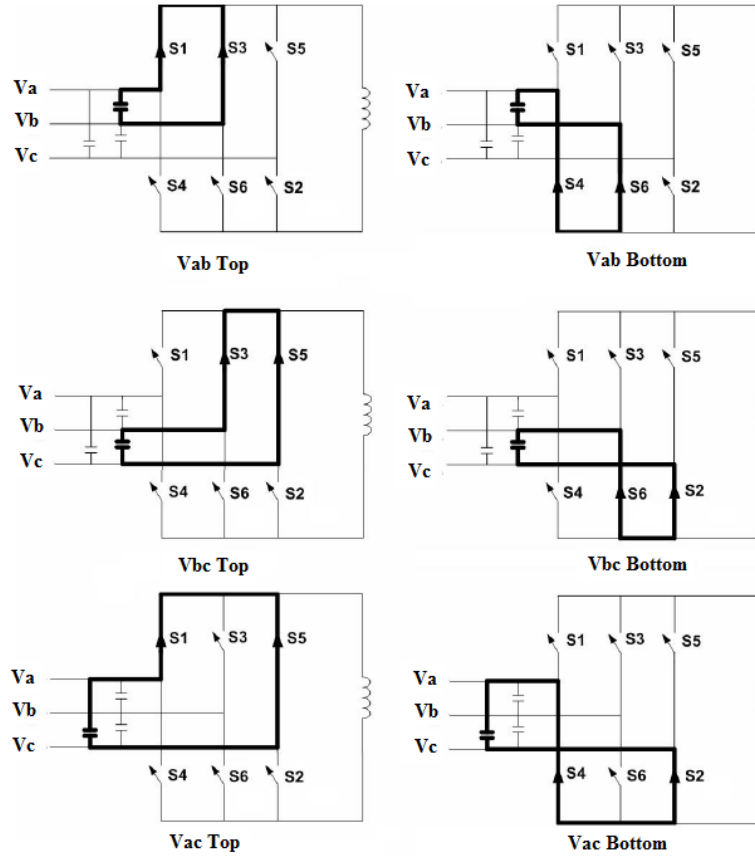 S1 S3 S5
Va
Vb
Vc
S4 S6 S2
Vab Top
S1 S3 S5
Va
Vb
Vc
S4 S6 S2
Vab Bottom
S1 S3 S5
Va
Vb
Vc
S4 S6 S2
Vbc Top
S1 S3 S5
Va
Vb
Vc
S4 S6 S2
Vbc Bottom
S1 S3 S5
Va
Vb
Vc
S4 S6 S2
Vac Top
S1 S3 S5
Va
Vb
Vc
S4 S6 S2
Vac Bottom